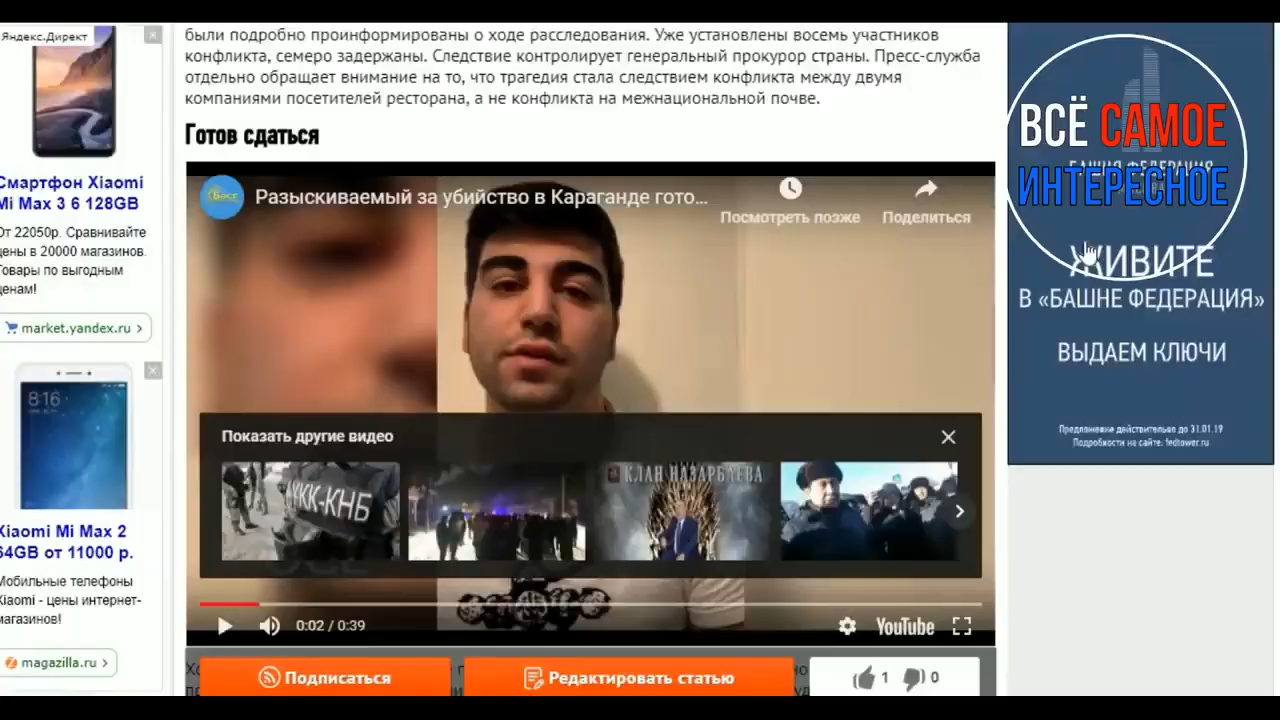 Яндекс.Директ
Смартфон Xiaomi
Mi Max 3 6 128GB
От 22050р. Сравнивайте
цены в 20000 магазинов.
Товары по выгодным
ценам!
market.yandex.ru
8:16
Xiaomi Mi Max 2
64GB от 11000 р.
Мобильные телефоны
Xiaomi - цены интернет-
магазинов!
magazilla.ru
были подробно проинформированы о ходе расследования. Уже установлены восемь участников
конфликта, семеро задержаны. Следствие контролирует генеральный прокурор страны. Пресс-служба
отдельно обращает внимание на то, что трагедия стала следствием конфликта между двумя
компаниями посетителей ресторана, а не конфликта на межнациональной почве.
Готов сдаться
Разыскиваемый за убийство в Караганде гото...
Посмотреть позже
Поделиться
Показать другие видео
КНБ
КЛАН НАЗАРБАЕВА
0:02 / 0:39
YouTube
Подписаться
Редактировать статью
1
0
ВСЁ САМОЕ
БАШНЯ ФЕДЕРАЦИЯ
ИНТЕРЕСНОЕ
ЖИВИТЕ
В «БАШНЕ ФЕДЕРАЦИЯ»
ВЫДАЕМ КЛЮЧИ
Предложение действительно до 31.01.19
Подробности на сайте: fedtower.ru